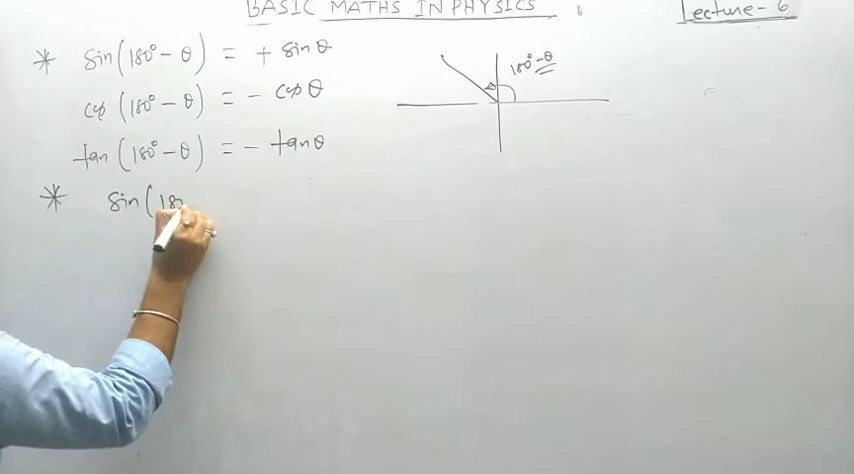 BASIC MATHS IN PHYSICS
Lecture - 6
* sin(180° - θ) = + sin θ
cos (180° - θ) = - cos θ
tan (180° - θ) = - tan θ
180° - θ
* sin (18